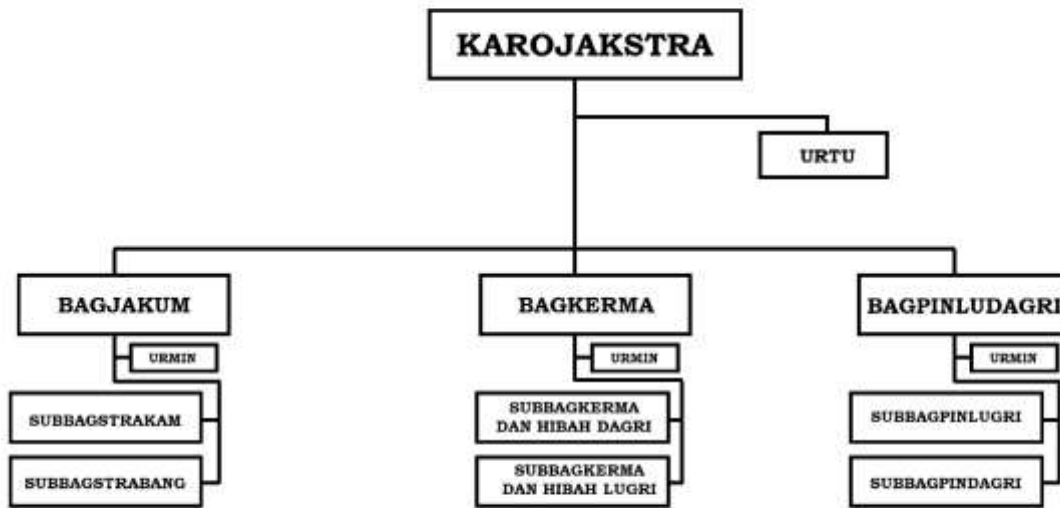 KAROJAKSTRA
URTU
BAGJAKUM
BAGKERMA
BAGPINLUDAGRI
URMIN
URMIN
URMIN
SUBBAGSTRAKAM
SUBBAGKERMA
DAN HIBAH DAGRI
SUBBAGPINLUGRI
SUBBAGSTRABANG
SUBBAGKERMA
DAN HIBAH LUGRI
SUBBAGPINDAGRI